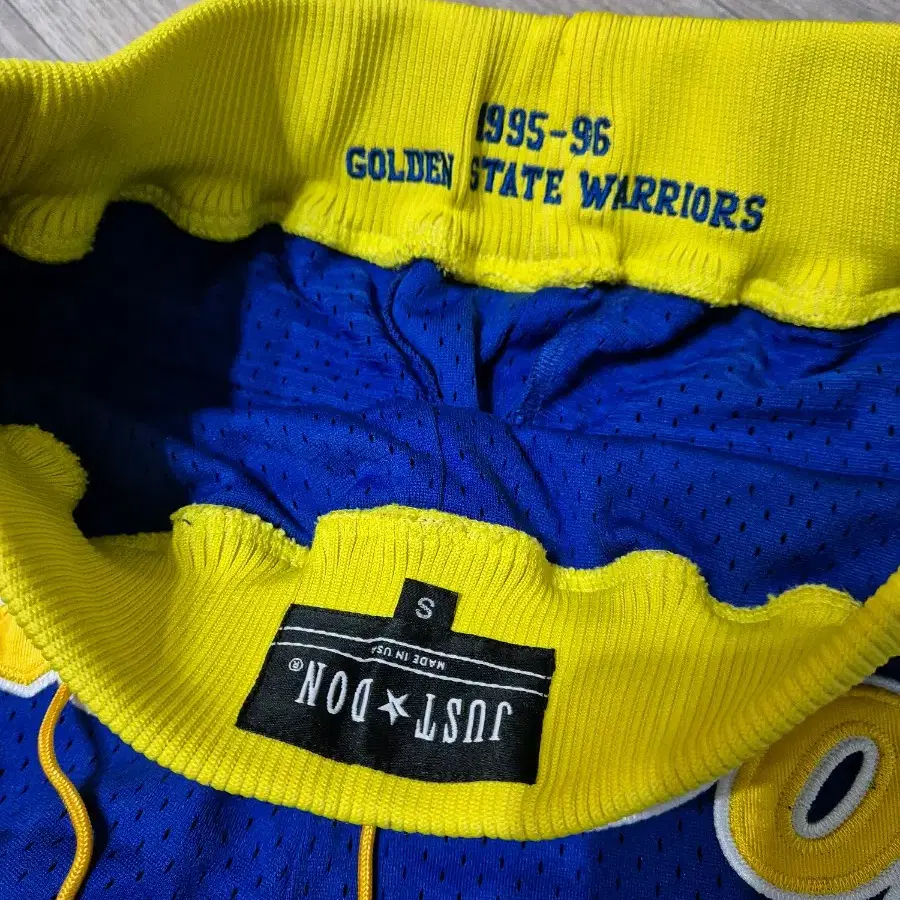 1995-96
GOLDEN STATE WARRIORS
S
MADE IN USA
JUST★DON®
O